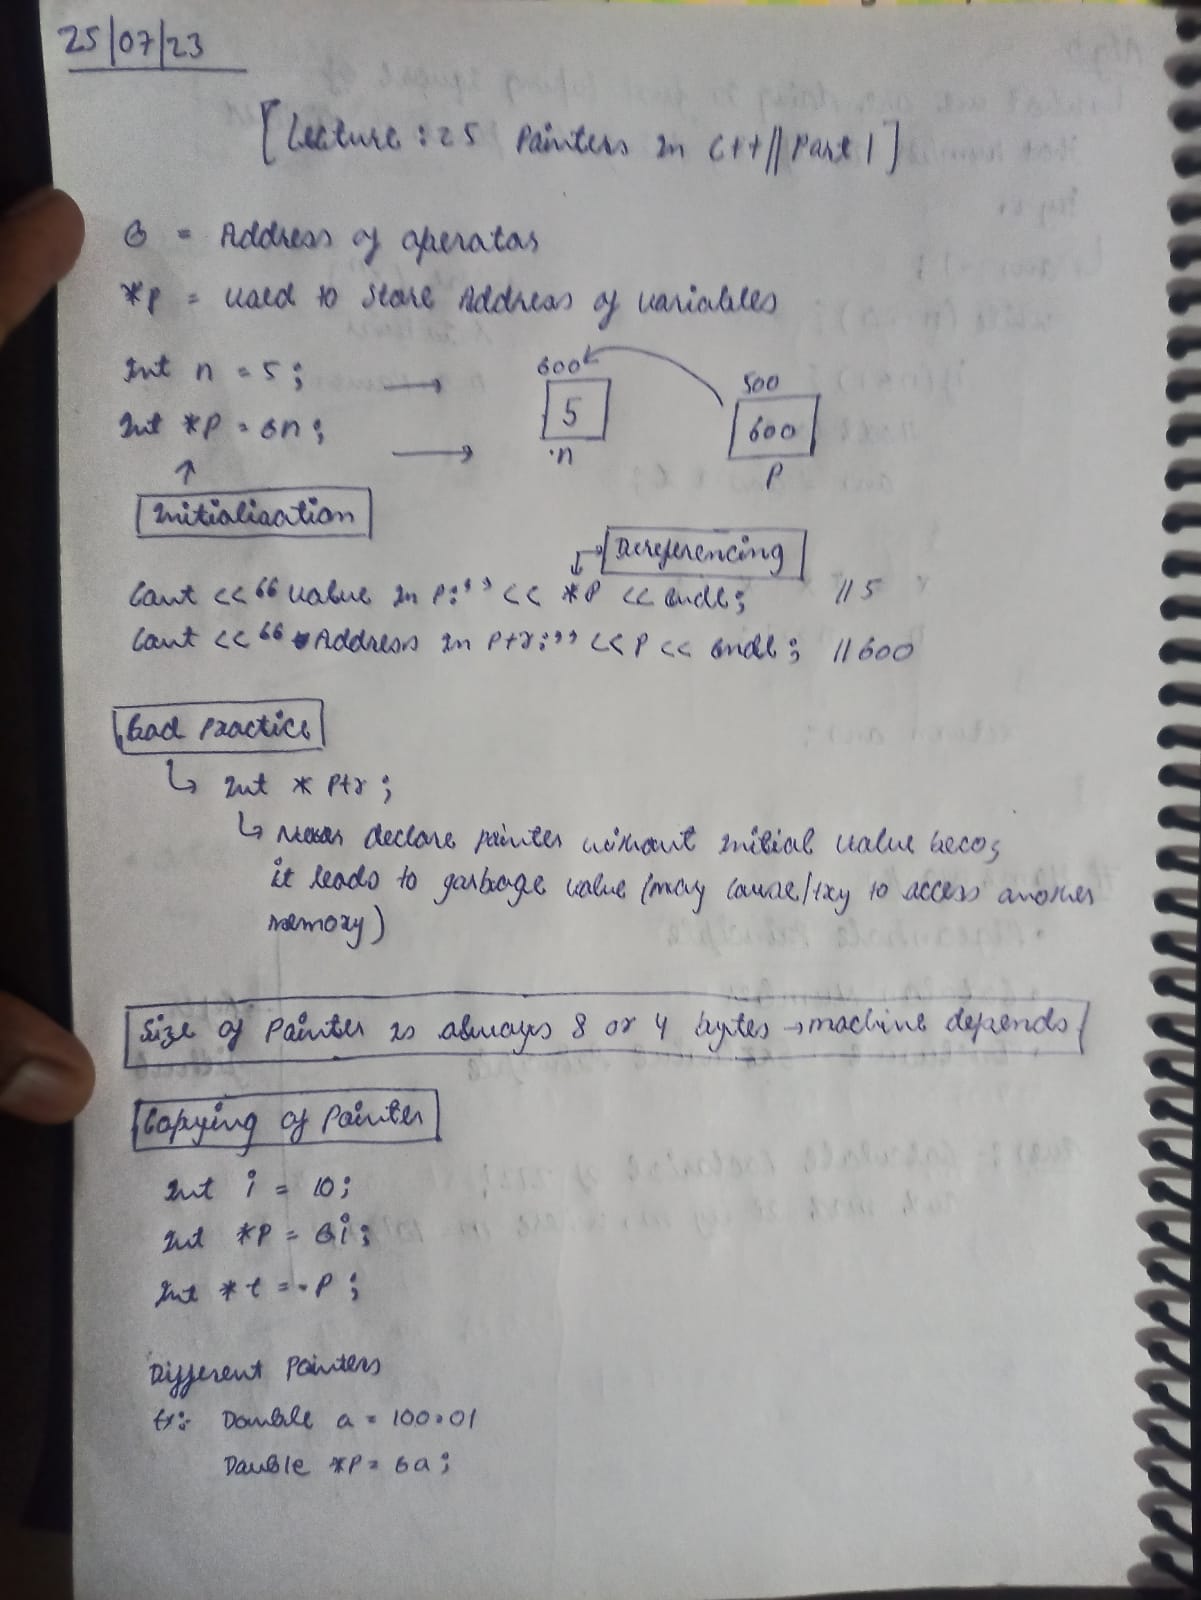 25/07/23
[Lecture : 25 Pointers in C++ || Part 1]
& = Address of operator
*p = used to store Address of variables
Int n = 5 ; →
600
5
n
500
600
P
Int *p = &n ; →
↑
Initialisation
Dereferencing
Cout << “ value in p: ” << *p << endl ; // 5
Cout << “ Address in ptr: ” << p << endl ; // 600
Bad Practice
↳ Int * ptr ;
↳ Never declare pointer without initial value becoz
it leads to garbage value (may cause/try to access another
memory)
Size of Pointer is always 8 or 4 bytes → machine depends
Copying of Pointer
Int i = 10 ;
Int *p = &i ;
Int *t = p ;
Different Pointers
Ex:- Double a = 100.01
Double *p = &a ;